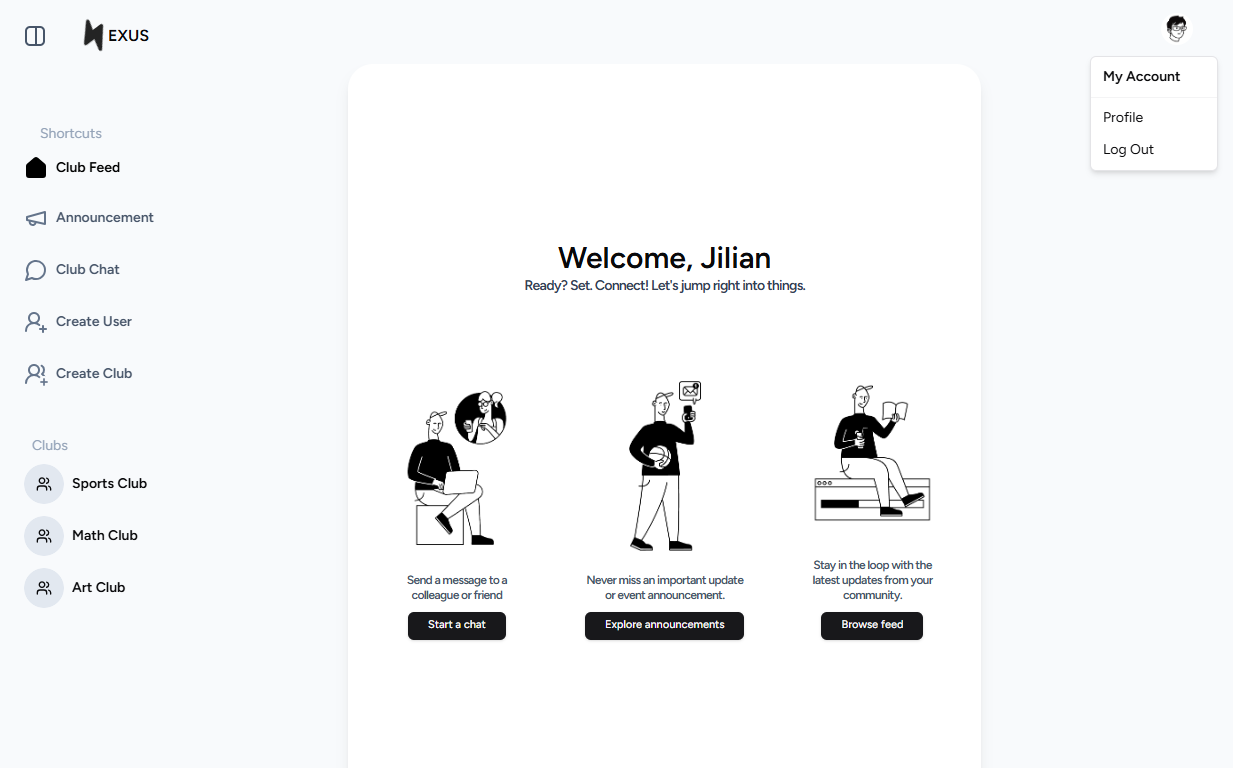 EXUS
My Account
Profile
Log Out
Shortcuts
Club Feed
Announcement
Club Chat
Create User
Create Club
Clubs
Sports Club
Math Club
Art Club
Welcome, Jilian
Ready? Set. Connect! Let's jump right into things.
Send a message to a
colleague or friend
Start a chat
Never miss an important update
or event announcement.
Explore announcements
Stay in the loop with the
latest updates from your
community.
Browse feed